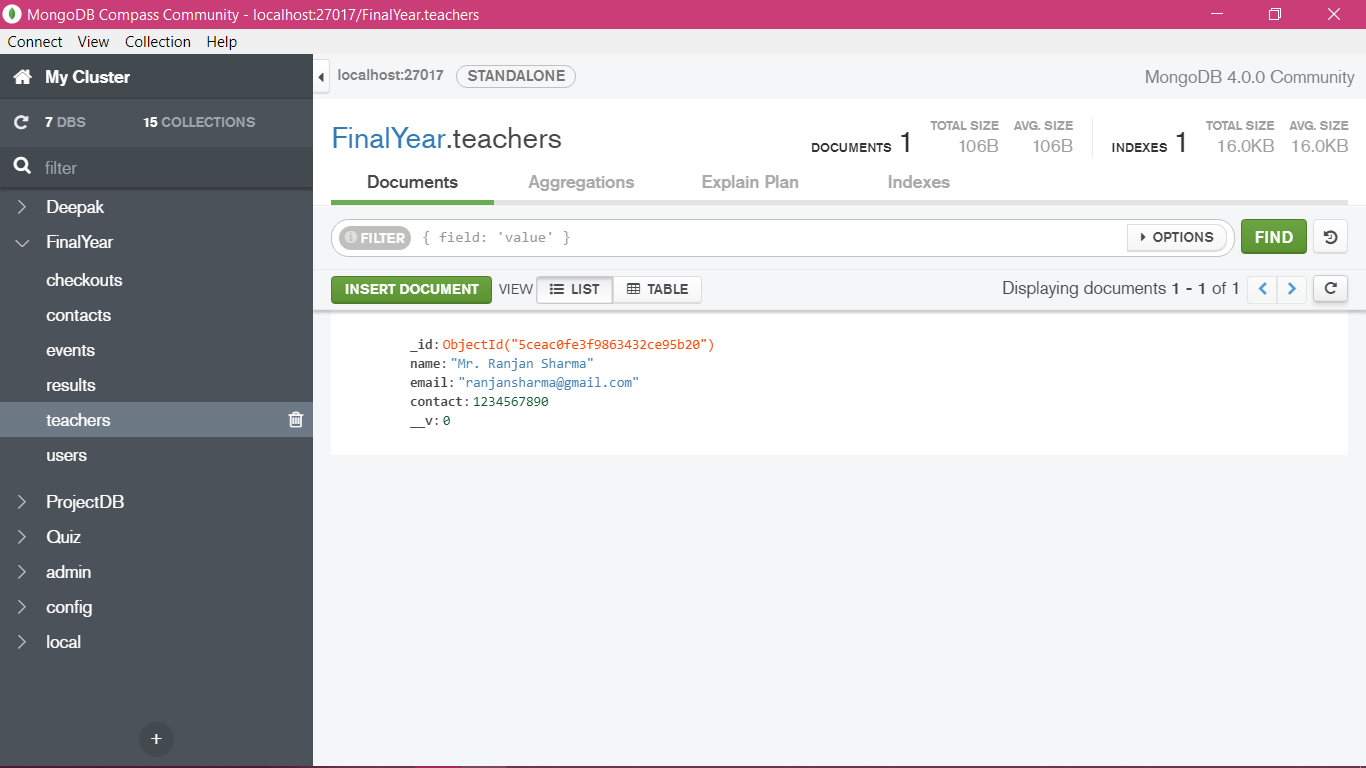 MongoDB Compass Community - localhost:27017/FinalYear.teachers
Connect View Collection Help
My Cluster
7 DBS 15 COLLECTIONS
filter
Deepak
FinalYear
checkouts
contacts
events
results
teachers
users
ProjectDB
Quiz
admin
config
local
+
localhost:27017 STANDALONE MongoDB 4.0.0 Community
FinalYear.teachers
DOCUMENTS 1 TOTAL SIZE 106B AVG. SIZE 106B INDEXES 1 TOTAL SIZE 16.0KB AVG. SIZE 16.0KB
Documents Aggregations Explain Plan Indexes
FILTER { field: 'value' } OPTIONS FIND
INSERT DOCUMENT VIEW LIST TABLE Displaying documents 1 - 1 of 1
_id: ObjectId("5ceac0fe3f9863432ce95b20")
name: "Mr. Ranjan Sharma"
email: "ranjansharma@gmail.com"
contact: 1234567890
__v: 0